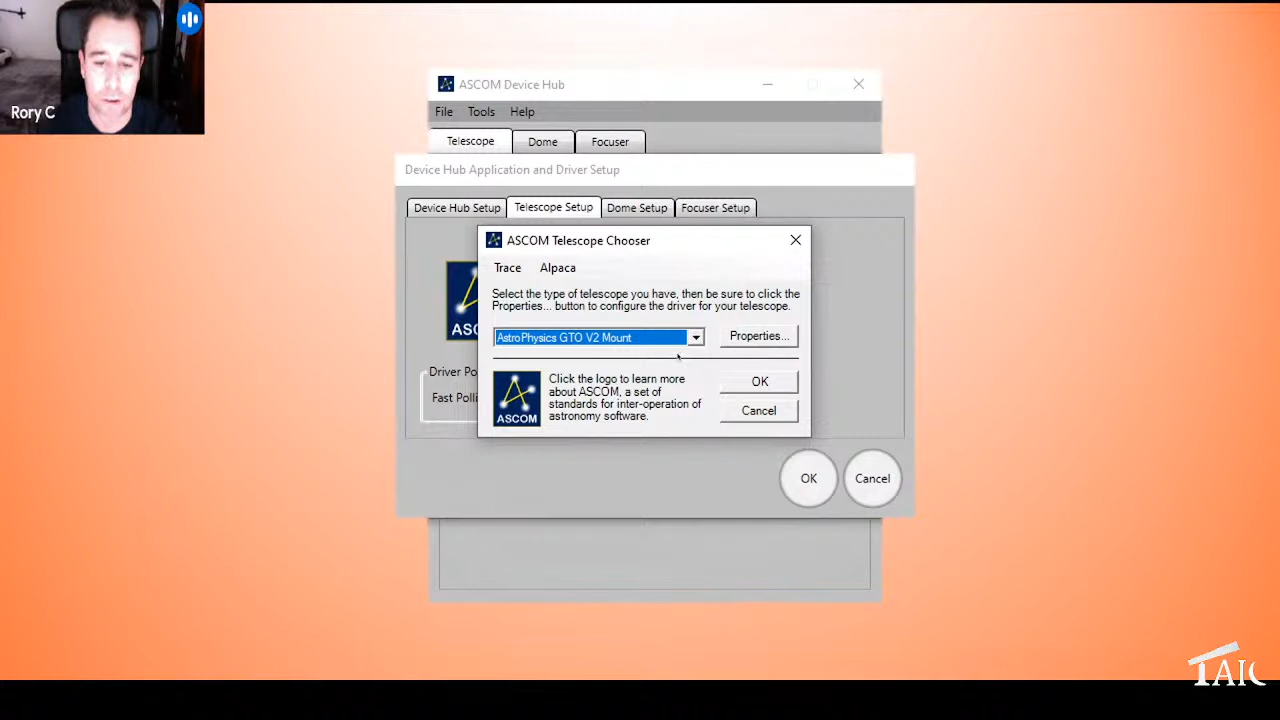 Rory C
ASCOM Device Hub
File Tools Help
Telescope Dome Focuser
Device Hub Application and Driver Setup
Device Hub Setup Telescope Setup Dome Setup Focuser Setup
ASCOM Telescope Chooser
Trace Alpaca
Select the type of telescope you have, then be sure to click the
Properties... button to configure the driver for your telescope.
AstroPhysics GTO V2 Mount
Properties...
ASC
Driver Po
Fast Polli
Click the logo to learn more
about ASCOM, a set of
standards for inter-operation of
astronomy software.
ASCOM
OK
Cancel
OK Cancel
TAIC